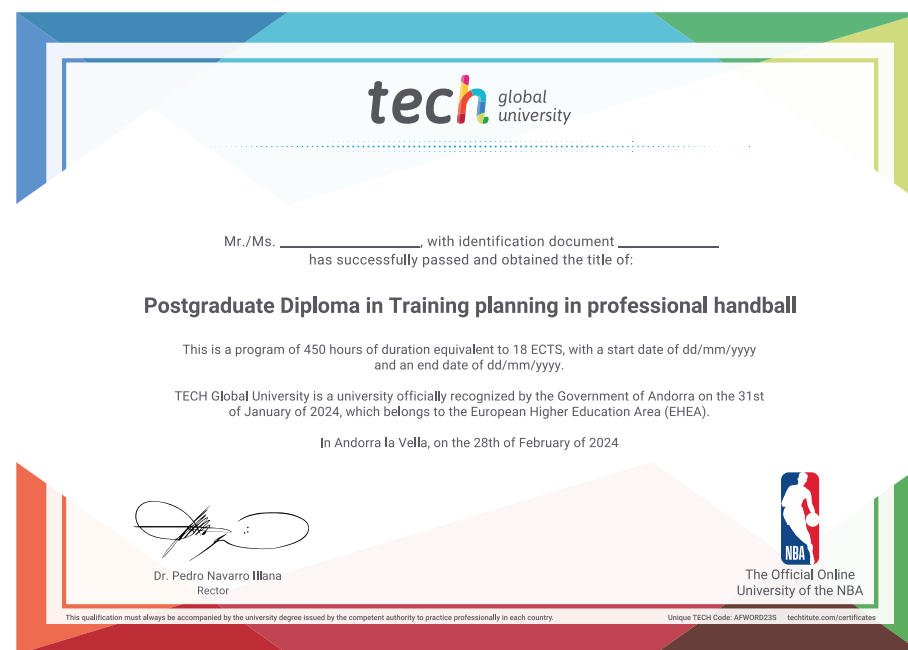 tech global university
Mr./Ms. ____________________, with identification document ______________
has successfully passed and obtained the title of:
Postgraduate Diploma in Training planning in professional handball
This is a program of 450 hours of duration equivalent to 18 ECTS, with a start date of dd/mm/yyyy
and an end date of dd/mm/yyyy.
TECH Global University is a university officially recognized by the Government of Andorra on the 31st
of January of 2024, which belongs to the European Higher Education Area (EHEA).
In Andorra la Vella, on the 28th of February of 2024
NBA
Dr. Pedro Navarro Illana
Rector
The Official Online
University of the NBA
This qualification must always be accompanied by the university degree issued by the competent authority to practice professionally in each country.
Unique TECH Code: AFWORD23S techtitute.com/certificates